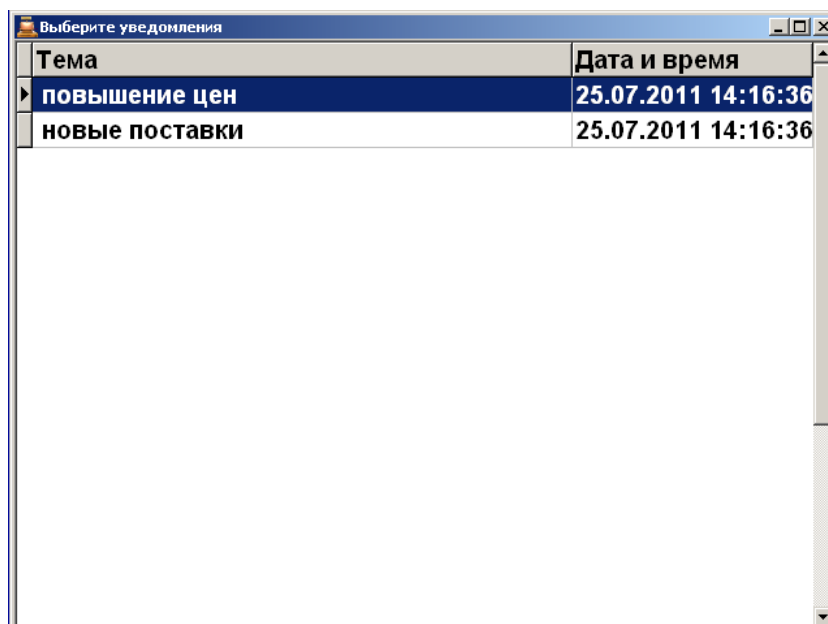 Выберите уведомления
Тема Дата и время
повышение цен 25.07.2011 14:16:36
новые поставки 25.07.2011 14:16:36